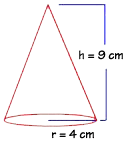 h = 9 cm
r = 4 cm